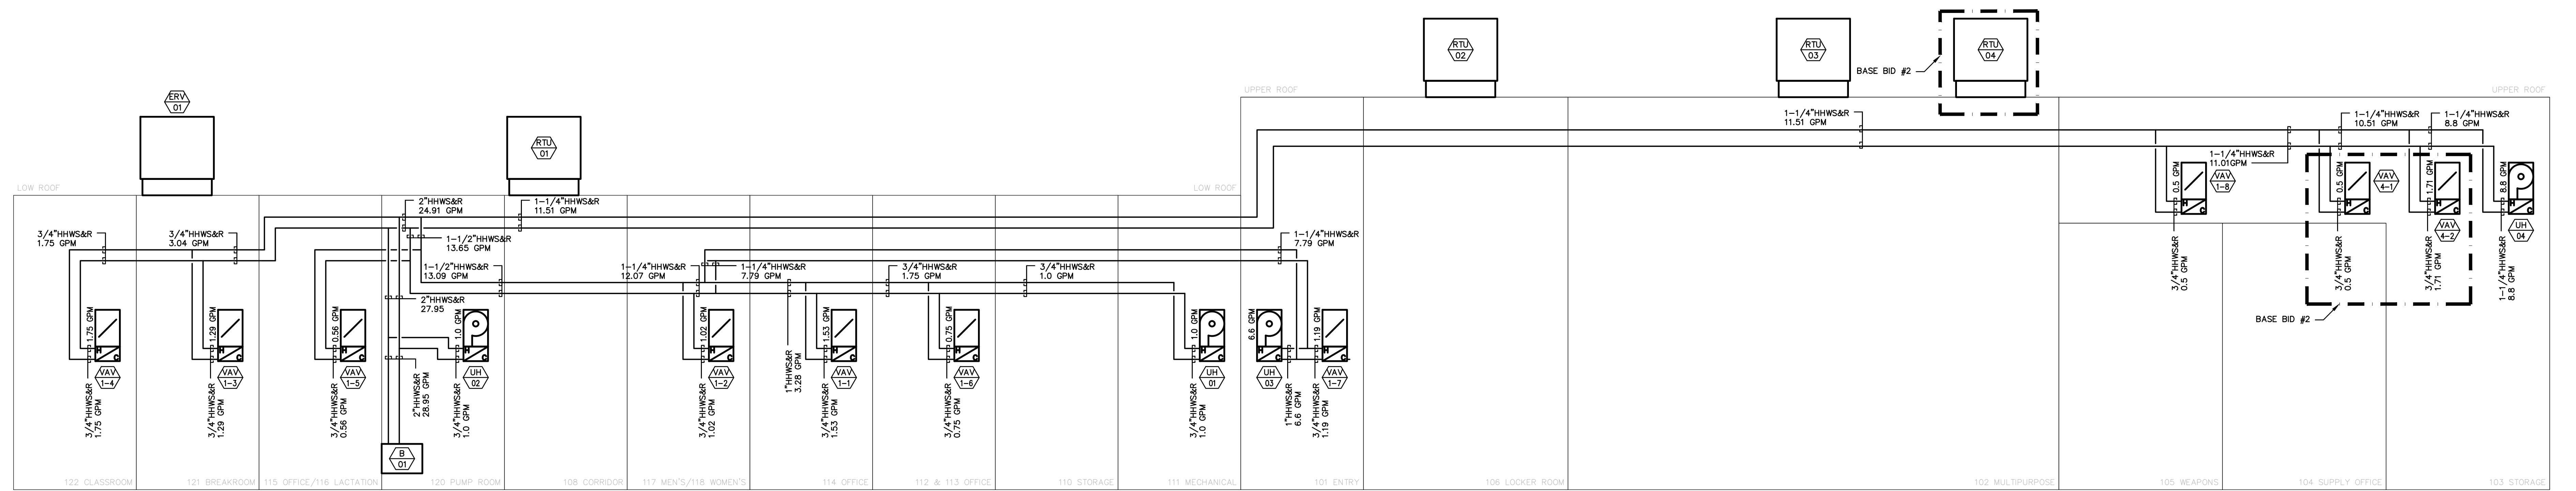 RTU
02
RTU
03
RTU
04
BASE BID #2
UPPER ROOF
UPPER ROOF
ERV
01
RTU
01
LOW ROOF
LOW ROOF
1-1/4"HHWS&R
11.51 GPM
1-1/4"HHWS&R
10.51 GPM
1-1/4"HHWS&R
8.8 GPM
1-1/4"HHWS&R
11.01GPM
0.5 GPM
VAV
1-8
0.5 GPM
VAV
4-1
1.71 GPM
VAV
4-2
8.8 GPM
UH
04
3/4"HHWS&R
0.5 GPM
3/4"HHWS&R
0.5 GPM
3/4"HHWS&R
1.71 GPM
1-1/4"HHWS&R
8.8 GPM
BASE BID #2
2"HHWS&R
24.91 GPM
1-1/4"HHWS&R
11.51 GPM
3/4"HHWS&R
1.75 GPM
3/4"HHWS&R
3.04 GPM
1-1/2"HHWS&R
13.65 GPM
1-1/4"HHWS&R
7.79 GPM
1-1/2"HHWS&R
13.09 GPM
1-1/4"HHWS&R
12.07 GPM
1-1/4"HHWS&R
7.79 GPM
3/4"HHWS&R
1.75 GPM
3/4"HHWS&R
1.0 GPM
2"HHWS&R
27.95
1.75 GPM
H
C
VAV
1-4
1.29 GPM
H
C
VAV
1-3
0.56 GPM
H
C
VAV
1-5
1.0 GPM
H
C
UH
02
1.02 GPM
H
C
VAV
1-2
1.53 GPM
H
C
VAV
1-1
0.75 GPM
H
C
VAV
1-6
1.0 GPM
H
C
UH
01
6.6 GPM
H
C
UH
03
1.19 GPM
H
C
VAV
1-7
3/4"HHWS&R
1.75 GPM
3/4"HHWS&R
1.29 GPM
3/4"HHWS&R
0.56 GPM
2"HHWS&R
28.95 GPM
3/4"HHWS&R
1.0 GPM
3/4"HHWS&R
1.02 GPM
1"HHWS&R
3.28 GPM
3/4"HHWS&R
1.53 GPM
3/4"HHWS&R
0.75 GPM
3/4"HHWS&R
1.0 GPM
1"HHWS&R
6.6 GPM
3/4"HHWS&R
1.19 GPM
H
C
H
C
H
C
H
C
B
01
122 CLASSROOM
121 BREAKROOM
115 OFFICE/116 LACTATION
120 PUMP ROOM
108 CORRIDOR
117 MEN'S/118 WOMEN'S
114 OFFICE
112 & 113 OFFICE
110 STORAGE
111 MECHANICAL
101 ENTRY
106 LOCKER ROOM
102 MULTIPURPOSE
105 WEAPONS
104 SUPPLY OFFICE
103 STORAGE